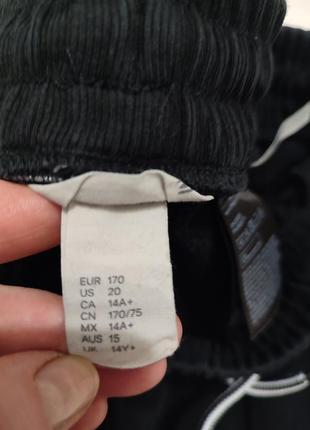 EUR 170
US 20
CA 14A+
CN 170/75
MX 14A+
AUS 15
UK 14Y+